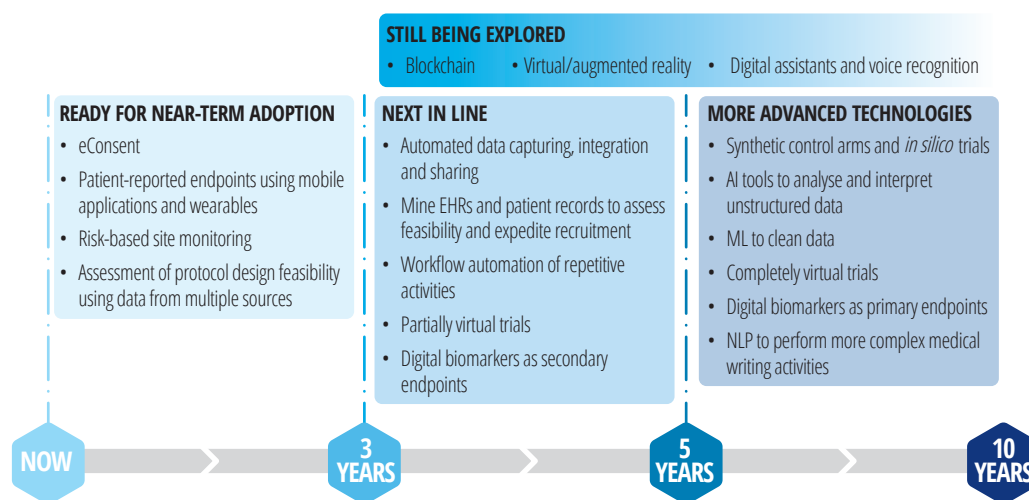 STILL BEING EXPLORED
• Blockchain • Virtual/augmented reality • Digital assistants and voice recognition
READY FOR NEAR-TERM ADOPTION
• eConsent
• Patient-reported endpoints using mobile
applications and wearables
• Risk-based site monitoring
• Assessment of protocol design feasibility
using data from multiple sources
NEXT IN LINE
• Automated data capturing, integration
and sharing
• Mine EHRs and patient records to assess
feasibility and expedite recruitment
• Workflow automation of repetitive
activities
• Partially virtual trials
• Digital biomarkers as secondary
endpoints
MORE ADVANCED TECHNOLOGIES
• Synthetic control arms and in silico trials
• AI tools to analyse and interpret
unstructured data
• ML to clean data
• Completely virtual trials
• Digital biomarkers as primary endpoints
• NLP to perform more complex medical
writing activities
NOW
3
YEARS
5
YEARS
10
YEARS